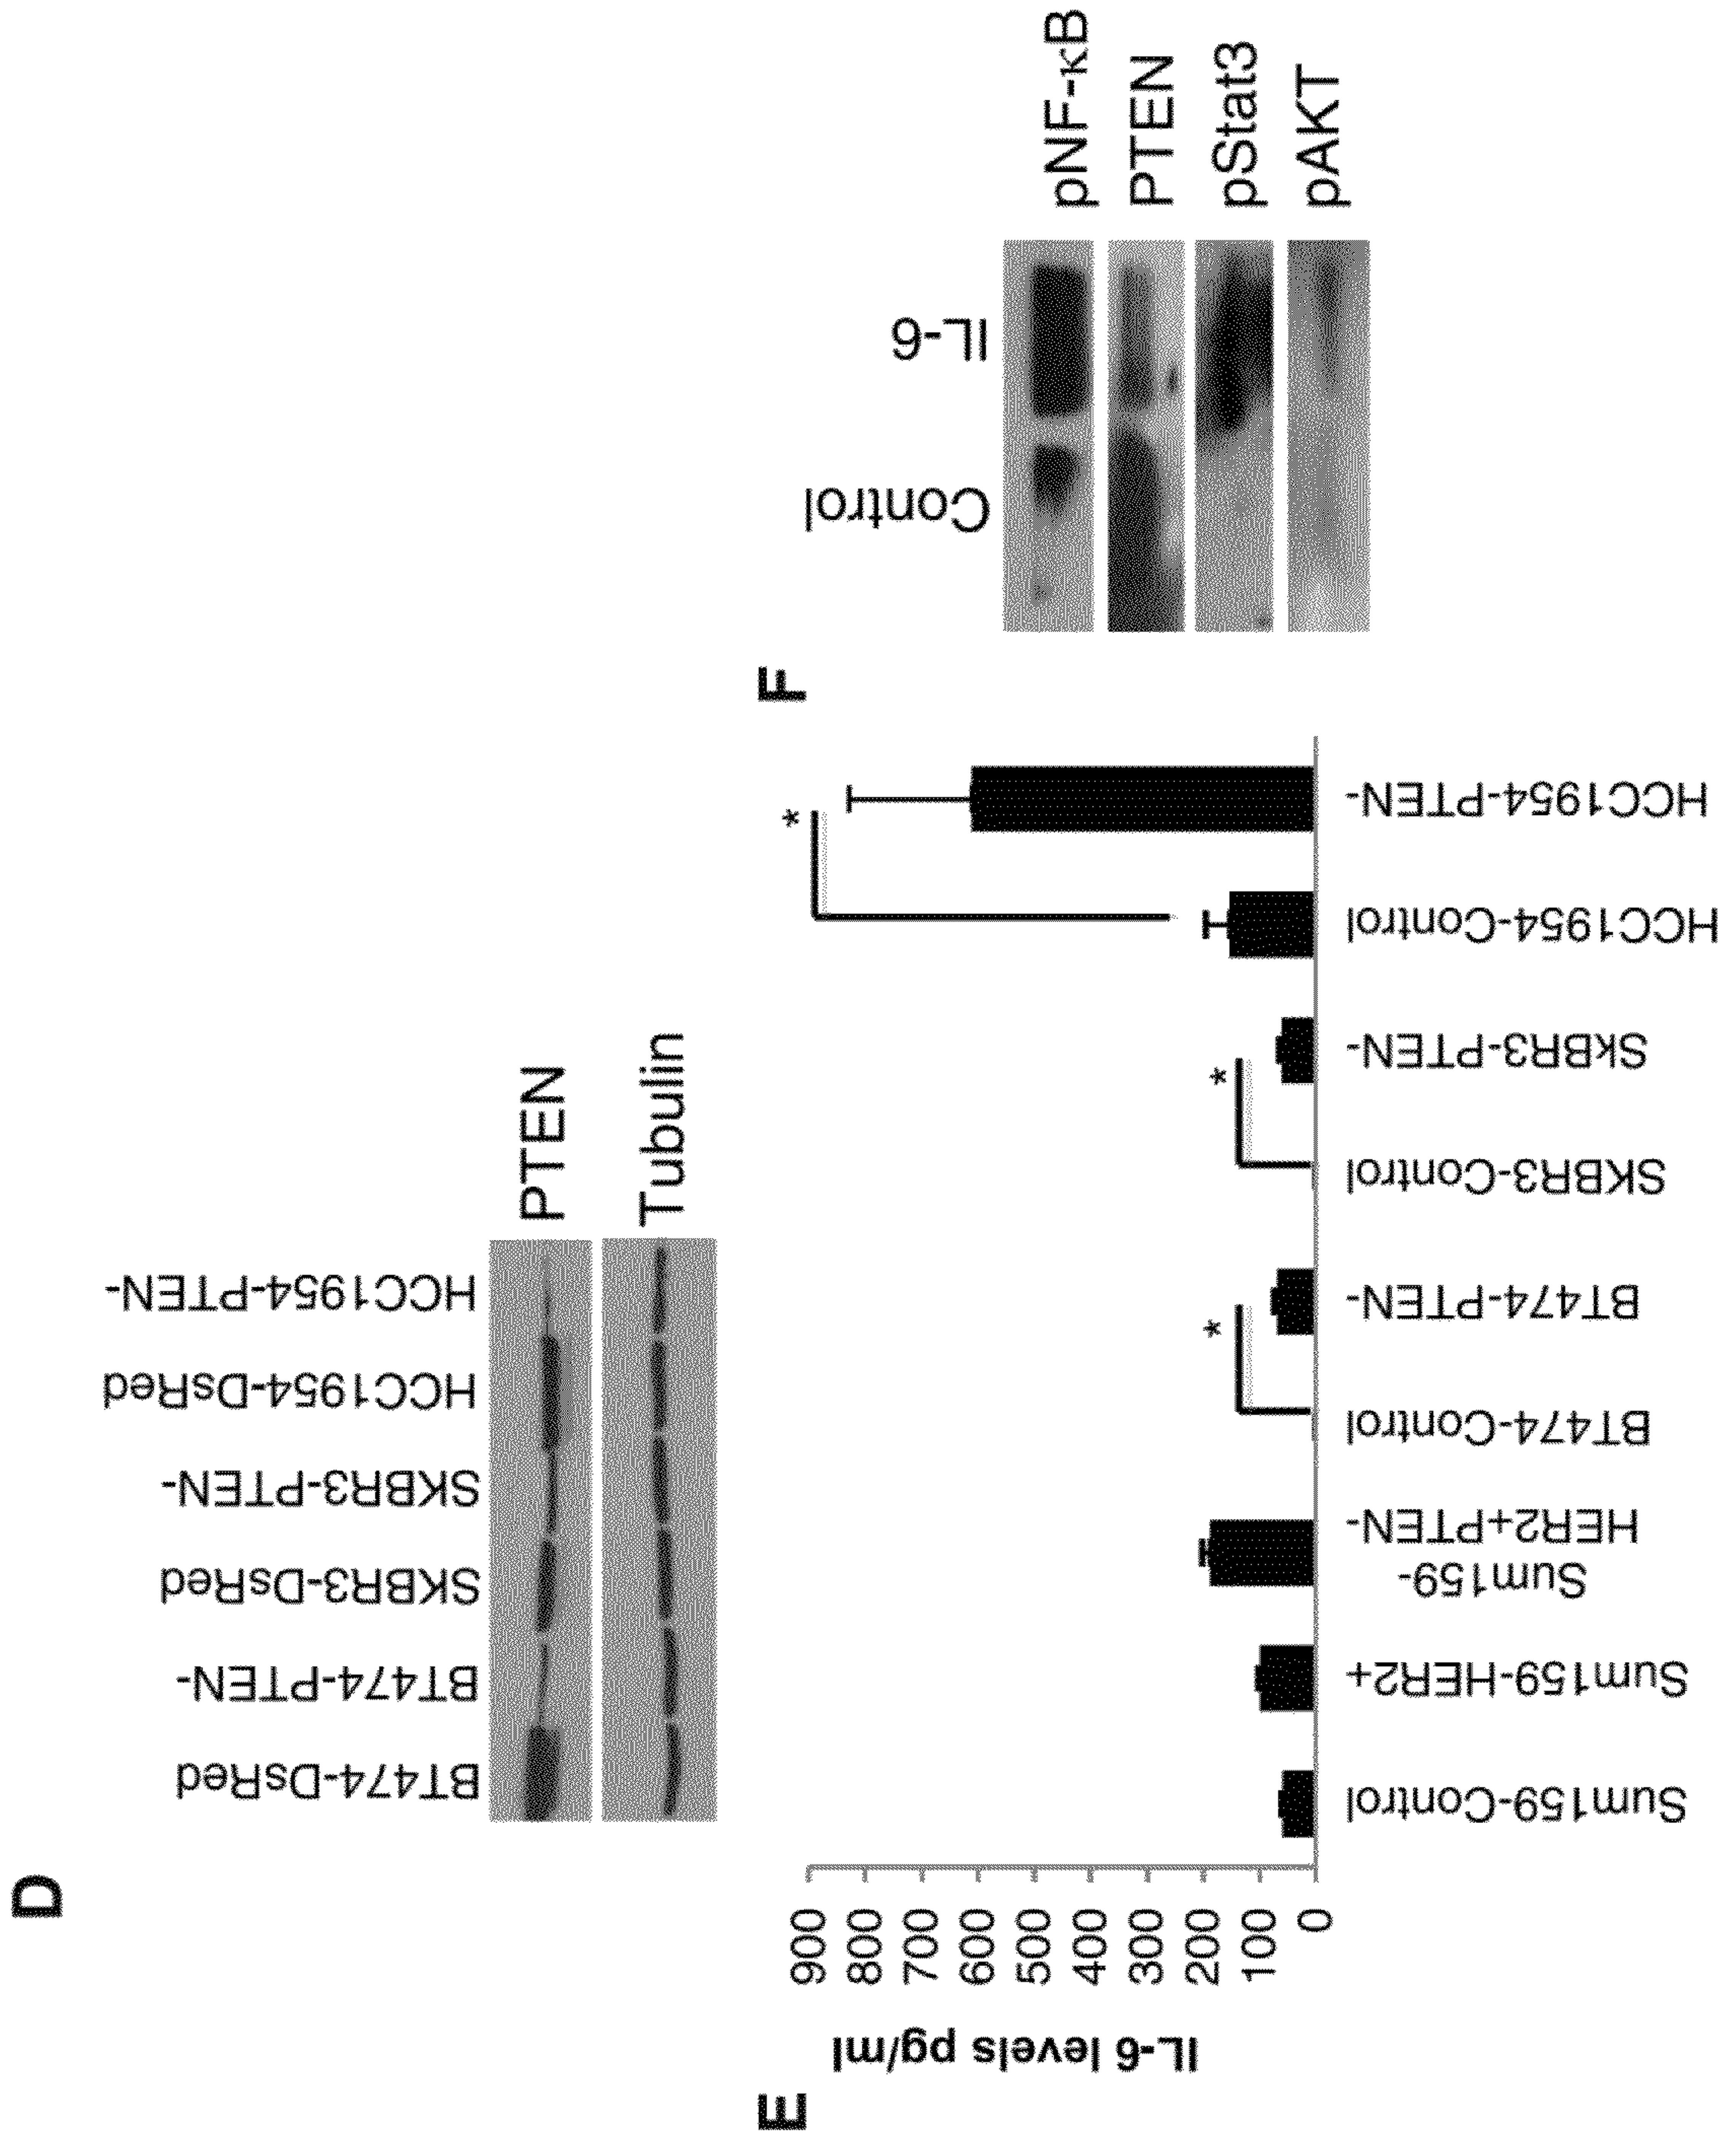 D
BT474-DsRed
BT474-PTEN-
SKBR3-DsRed
SKBR3-PTEN-
HCC1954-DsRed
HCC1954-PTEN-
PTEN
Tubulin
E
IL-6 levels pg/ml
900
800
700
600
500
400
300
200
100
0
*
*
*
Sum159-Control
Sum159-HER2+
Sum159-
HER2+PTEN-
BT474-Control
BT474-PTEN-
SKBR3-Control
SkBR3-PTEN-
HCC1954-Control
HCC1954-PTEN-
F
Control
IL-6
pNF-κB
PTEN
pStat3
pAKT